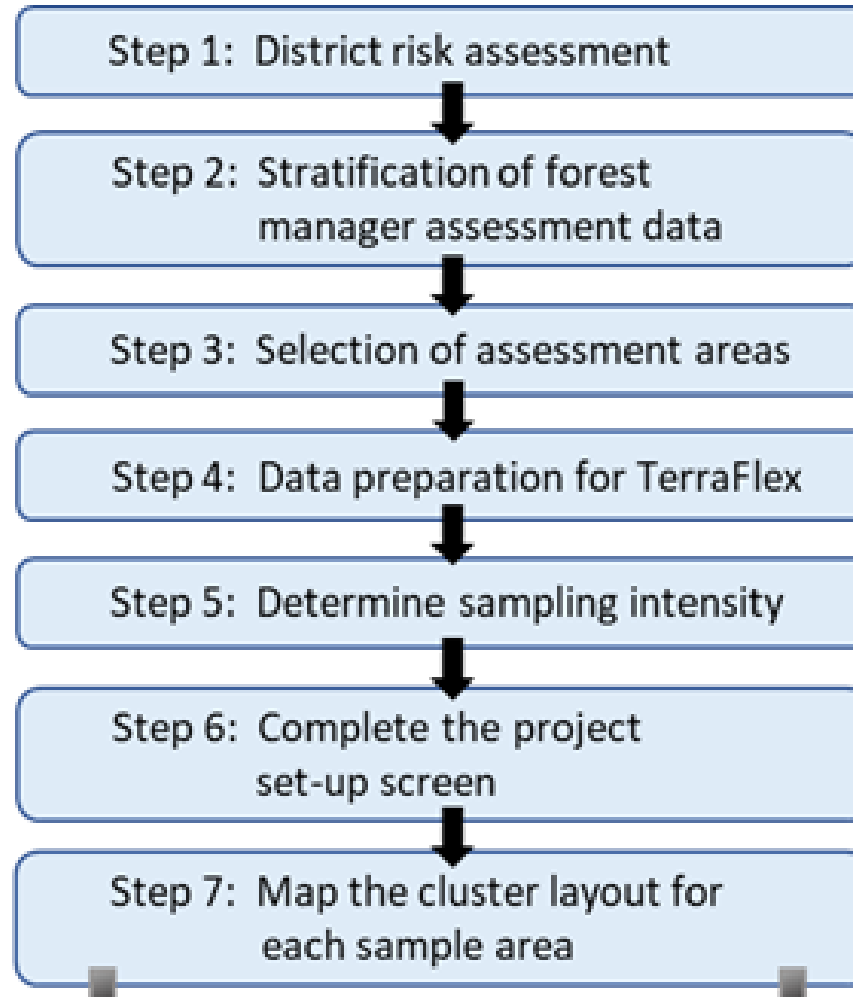 Step 1: District risk assessment
Step 2: Stratification of forest
manager assessment data
Step 3: Selection of assessment areas
Step 4: Data preparation for TerraFlex
Step 5: Determine sampling intensity
Step 6: Complete the project
set-up screen
Step 7: Map the cluster layout for
each sample area